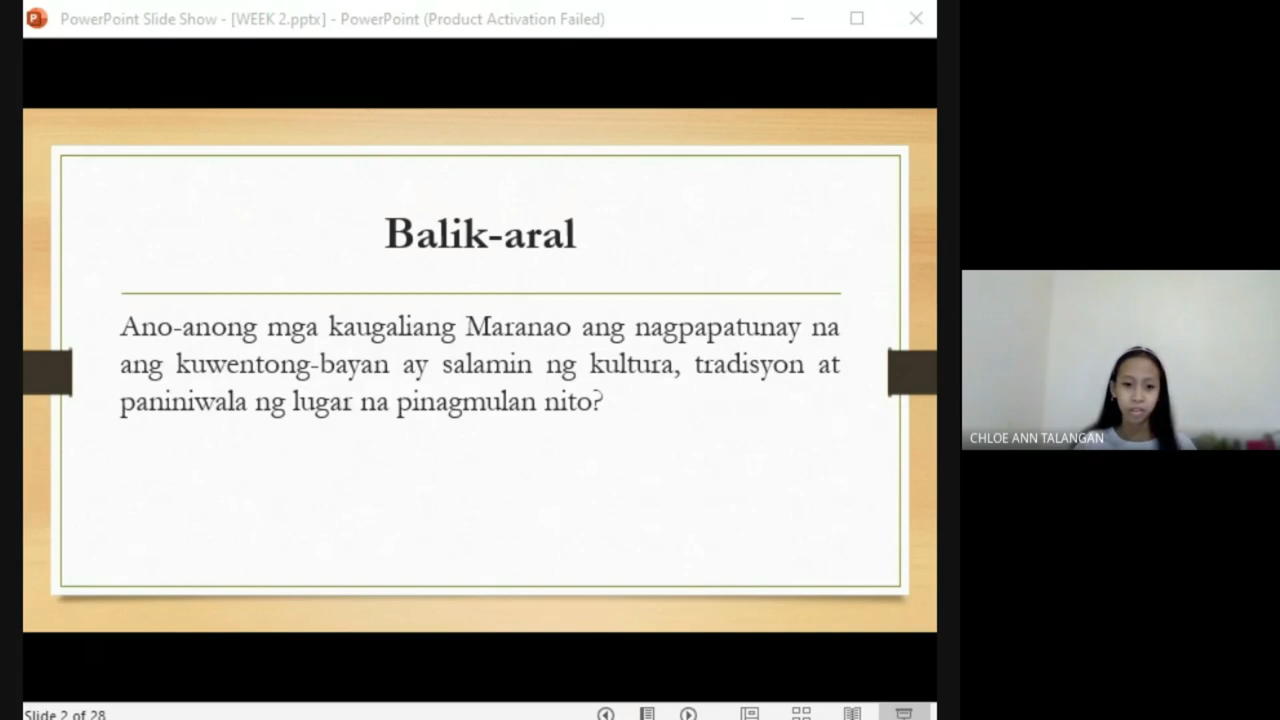 PowerPoint Slide Show - [WEEK 2.pptx] - PowerPoint (Product Activation Failed)
Balik-aral
Ano-anong mga kaugaliang Maranao ang nagpapatunay na
ang kuwentong-bayan ay salamin ng kultura, tradisyon at
paniniwala ng lugar na pinagmulan nito?
CHLOE ANN TALANGAN
Slide 2 of 28